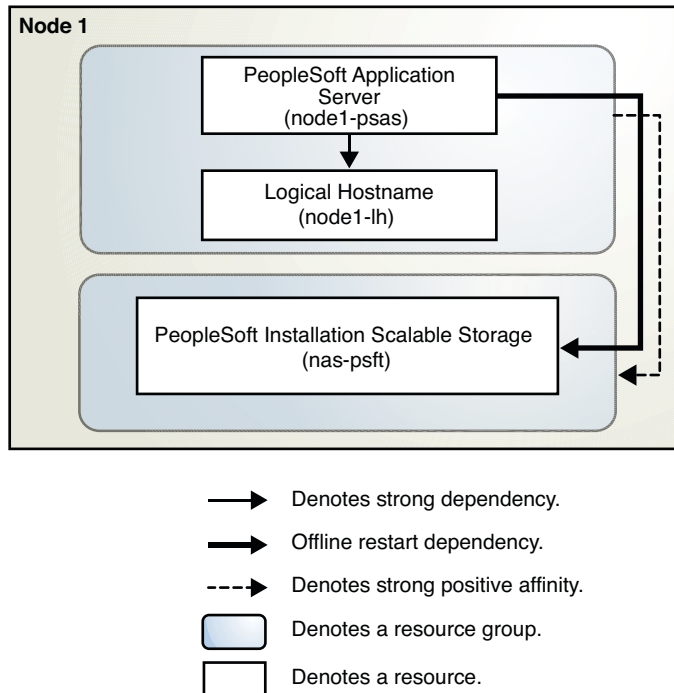 Node 1
PeopleSoft Application
Server
(node1-psas)
Logical Hostname
(node1-lh)
PeopleSoft Installation Scalable Storage
(nas-psft)
Denotes strong dependency.
Offline restart dependency.
Denotes strong positive affinity.
Denotes a resource group.
Denotes a resource.